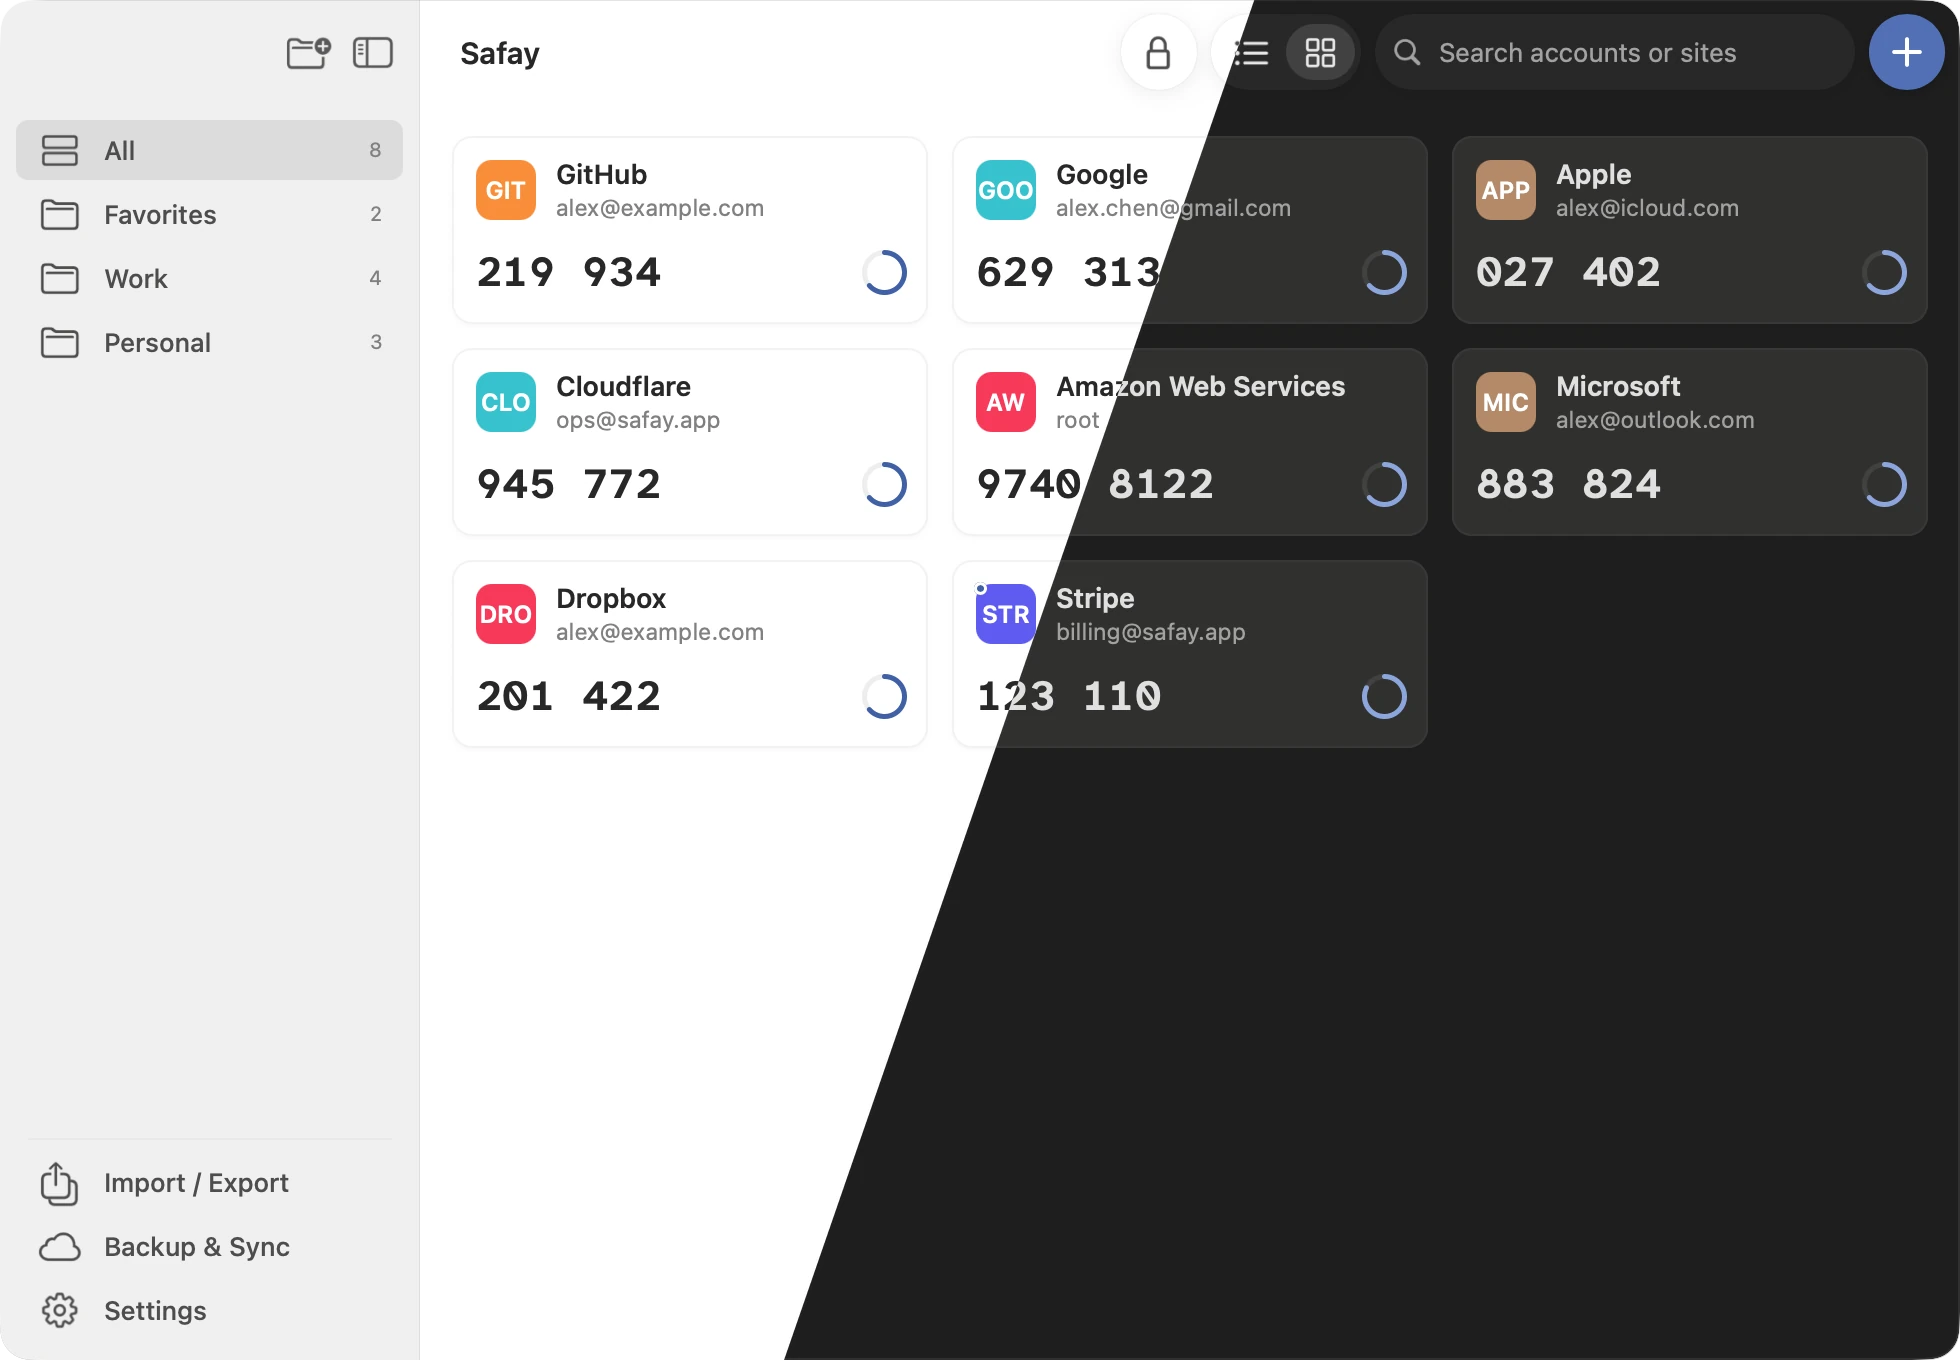 Safay
Search accounts or sites
All 8
Favorites 2
Work 4
Personal 3
GIT GitHub
alex@example.com
219 934
GOO Google
alex.chen@gmail.com
629 313
APP Apple
alex@icloud.com
027 402
CLO Cloudflare
ops@safay.app
945 772
AW Amazon Web Services
root
9740 8122
MIC Microsoft
alex@outlook.com
883 824
DRO Dropbox
alex@example.com
201 422
STR Stripe
billing@safay.app
123 110
Import / Export
Backup & Sync
Settings